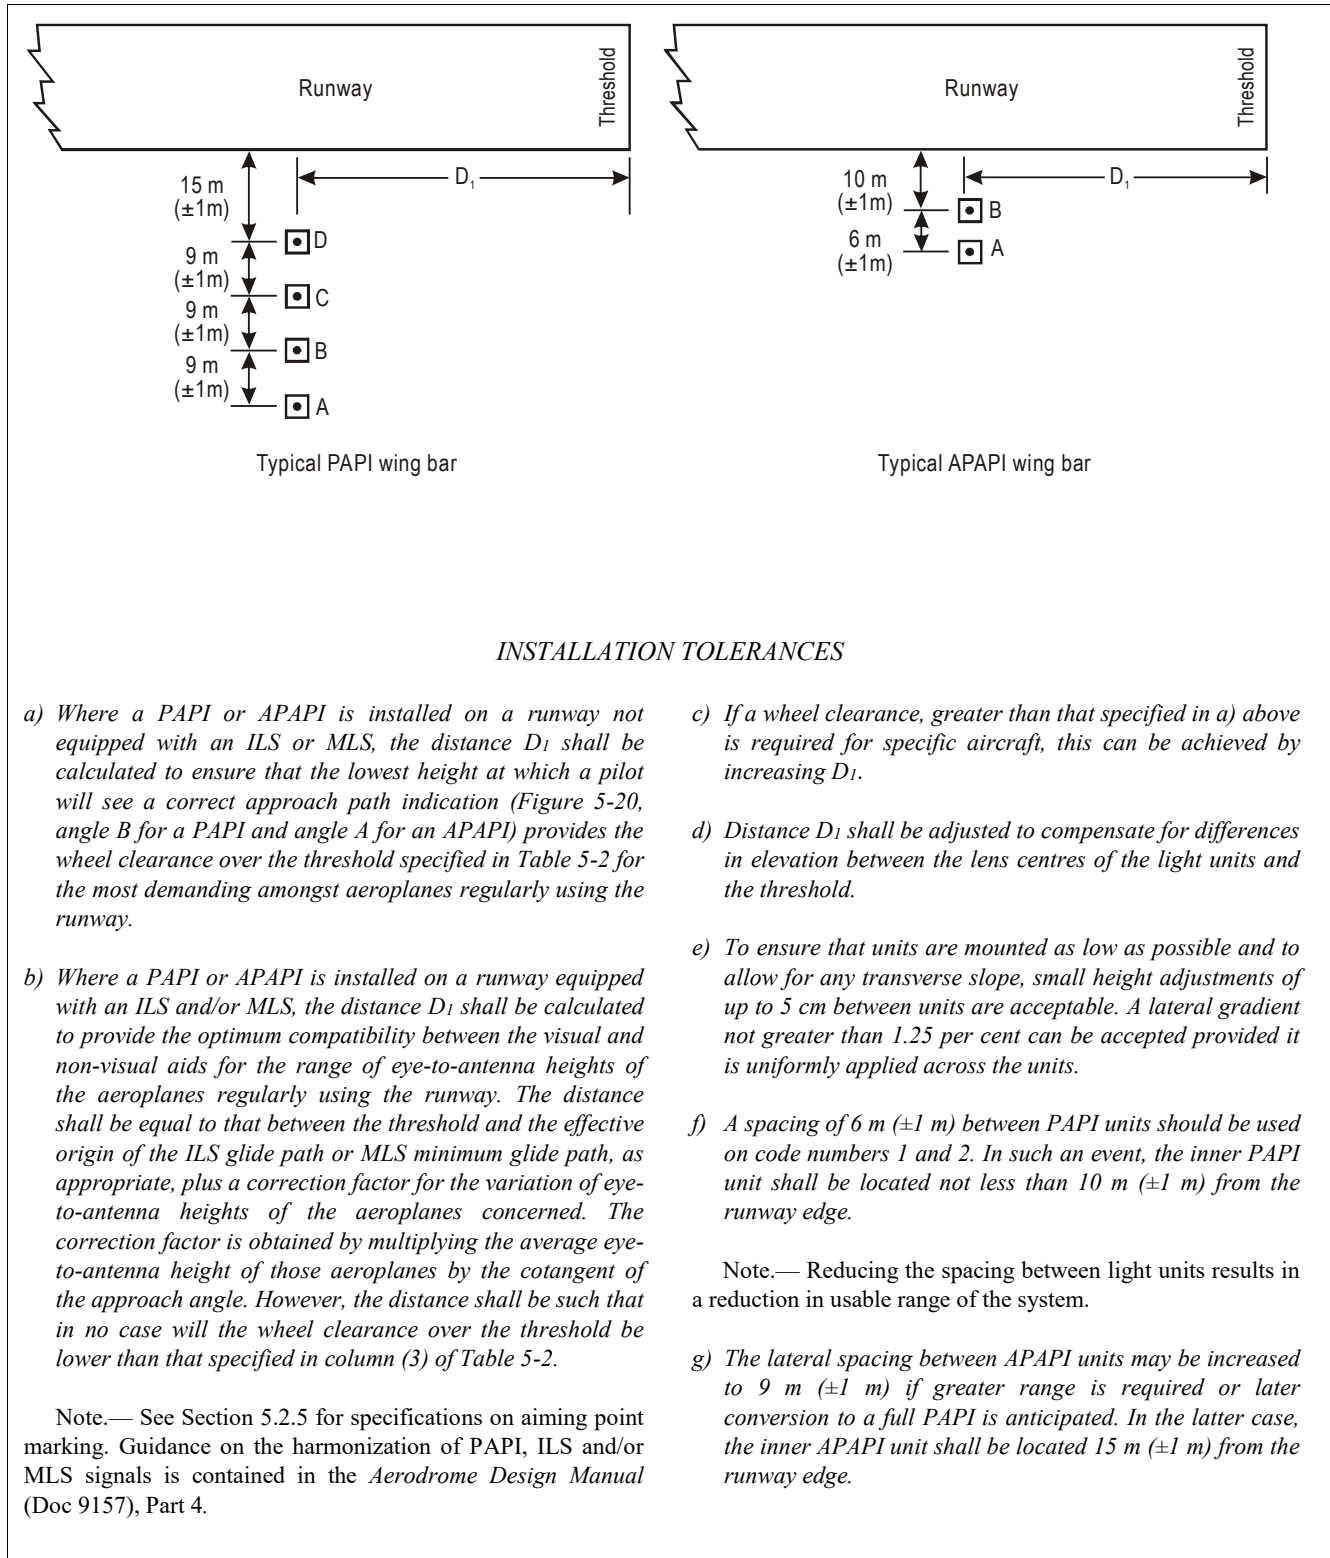 Runway
Threshold
D1
15 m
(±1m)
D
9 m
(±1m)
C
9 m
(±1m)
B
9 m
(±1m)
A
Typical PAPI wing bar
Runway
Threshold
D1
10 m
(±1m)
B
6 m
(±1m)
A
Typical APAPI wing bar
INSTALLATION TOLERANCES
a) Where a PAPI or APAPI is installed on a runway not
equipped with an ILS or MLS, the distance D1 shall be
calculated to ensure that the lowest height at which a pilot
will see a correct approach path indication (Figure 5-20,
angle B for a PAPI and angle A for an APAPI) provides the
wheel clearance over the threshold specified in Table 5-2 for
the most demanding amongst aeroplanes regularly using the
runway.
b) Where a PAPI or APAPI is installed on a runway equipped
with an ILS and/or MLS, the distance D1 shall be calculated
to provide the optimum compatibility between the visual and
non-visual aids for the range of eye-to-antenna heights of
the aeroplanes regularly using the runway. The distance
shall be equal to that between the threshold and the effective
origin of the ILS glide path or MLS minimum glide path, as
appropriate, plus a correction factor for the variation of eye-
to-antenna heights of the aeroplanes concerned. The
correction factor is obtained by multiplying the average eye-
to-antenna height of those aeroplanes by the cotangent of
the approach angle. However, the distance shall be such that
in no case will the wheel clearance over the threshold be
lower than that specified in column (3) of Table 5-2.
Note.— See Section 5.2.5 for specifications on aiming point
marking. Guidance on the harmonization of PAPI, ILS and/or
MLS signals is contained in the Aerodrome Design Manual
(Doc 9157), Part 4.
c) If a wheel clearance, greater than that specified in a) above
is required for specific aircraft, this can be achieved by
increasing D1.
d) Distance D1 shall be adjusted to compensate for differences
in elevation between the lens centres of the light units and
the threshold.
e) To ensure that units are mounted as low as possible and to
allow for any transverse slope, small height adjustments of
up to 5 cm between units are acceptable. A lateral gradient
not greater than 1.25 per cent can be accepted provided it
is uniformly applied across the units.
f) A spacing of 6 m (±1 m) between PAPI units should be used
on code numbers 1 and 2. In such an event, the inner PAPI
unit shall be located not less than 10 m (±1 m) from the
runway edge.
Note.— Reducing the spacing between light units results in
a reduction in usable range of the system.
g) The lateral spacing between APAPI units may be increased
to 9 m (±1 m) if greater range is required or later
conversion to a full PAPI is anticipated. In the latter case,
the inner APAPI unit shall be located 15 m (±1 m) from the
runway edge.